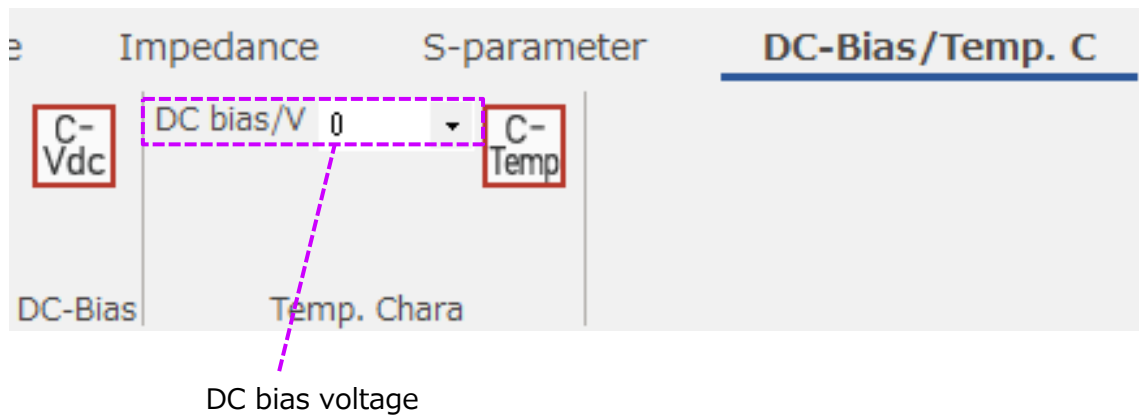 e Impedance S-parameter DC-Bias/Temp. C
C-
Vdc
DC bias/V 0
C-
Temp
DC-Bias Temp. Chara
DC bias voltage